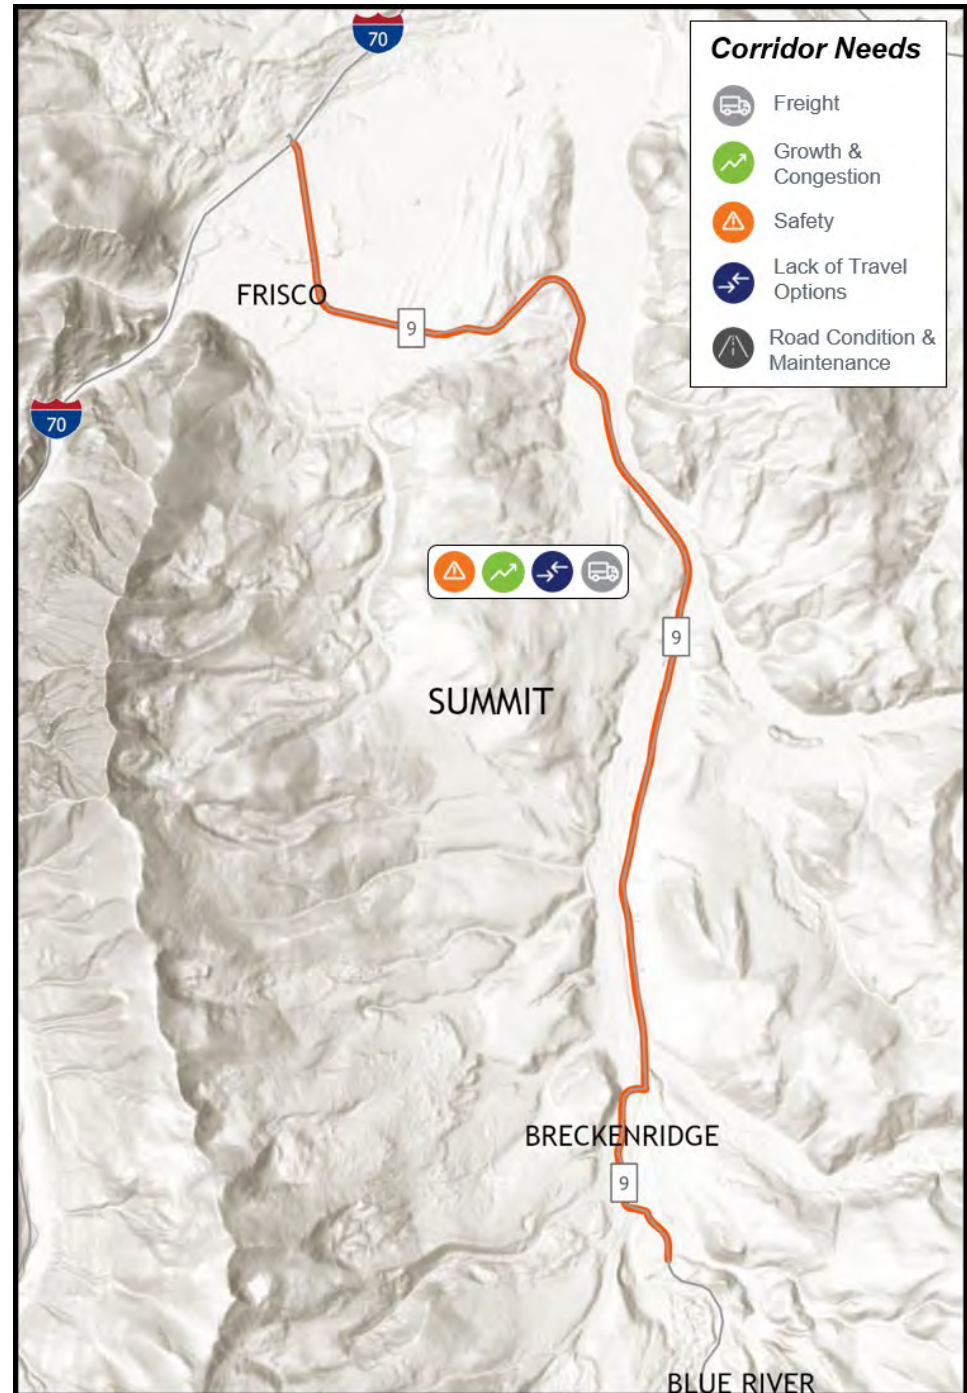 70
Corridor Needs
Freight
Growth &
Congestion
Safety
Lack of Travel
Options
Road Condition &
Maintenance
FRISCO
9
70
9
SUMMIT
BRECKENRIDGE
9
BLUE RIVER